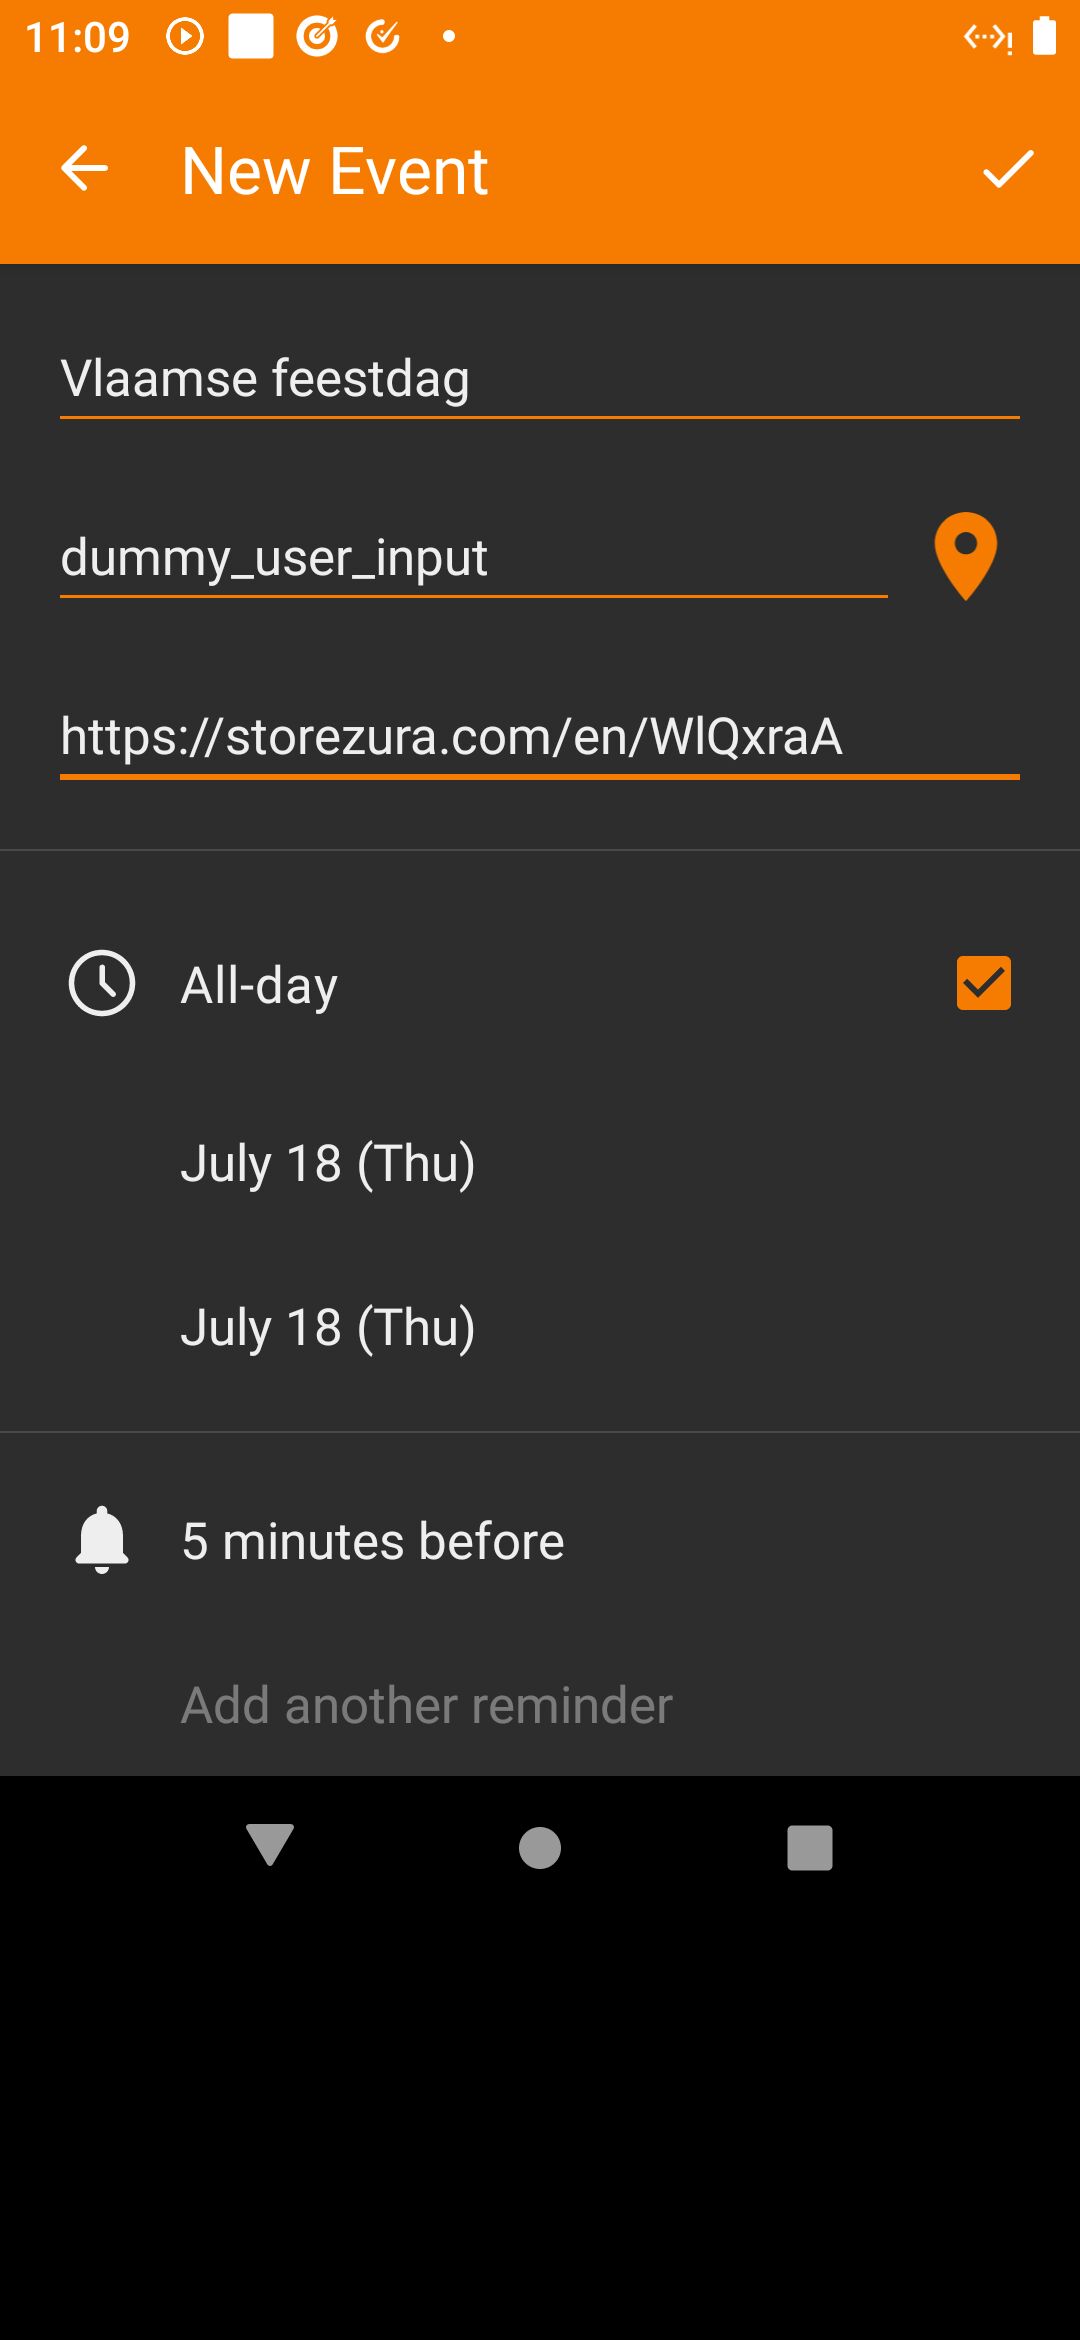 11:09
New Event
Vlaamse feestdag
dummy_user_input
https://storezura.com/en/WlQxraA
All-day
July 18 (Thu)
July 18 (Thu)
5 minutes before
Add another reminder